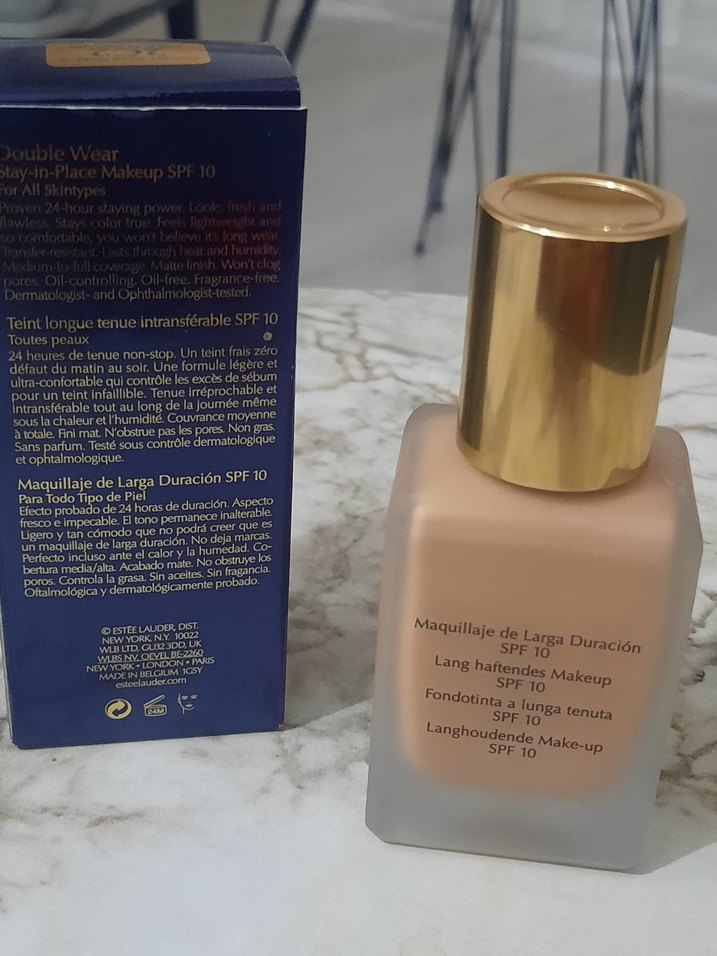 Double Wear
Stay-in-Place Makeup SPF 10
For All Skintypes
Proven 24-hour staying power. Looks fresh and
flawless. Stays color true. Feels lightweight and
so comfortable, you won't believe it's long wear.
Transfer-resistant. Lasts through heat and humidity.
Medium-to-full coverage. Matte finish. Won't clog
pores. Oil-controlling. Oil-free. Fragrance-free.
Dermatologist- and Ophthalmologist-tested.
Teint longue tenue intransférable SPF 10
Toutes peaux
24 heures de tenue non-stop. Un teint frais zéro
défaut du matin au soir. Une formule légère et
ultra-confortable qui contrôle les excès de sébum
pour un teint infaillible. Tenue irréprochable et
intransférable tout au long de la journée même
sous la chaleur et l'humidité. Couvrance moyenne
à totale. Fini mat. N'obstrue pas les pores. Non gras.
Sans parfum. Testé sous contrôle dermatologique
et ophtalmologique.
Maquillaje de Larga Duración SPF 10
Para Todo Tipo de Piel
Efecto probado de 24 horas de duración. Aspecto
fresco e impecable. El tono permanece inalterable.
Ligero y tan cómodo que no podrá creer que es
un maquillaje de larga duración. No deja marcas.
Perfecto incluso ante el calor y la humedad. Co-
bertura media/alta. Acabado mate. No obstruye los
poros. Controla la grasa. Sin aceites. Sin fragancia.
Oftalmológica y dermatológicamente probado.
© ESTĒE LAUDER, DIST.
NEW YORK, N.Y. 10022
WLB LTD, GU32 3DD, UK
WLBS NV. OEVEL BE-2260
NEW YORK • LONDON • PARIS
MADE IN BELGIUM 1G5Y
esteelauder.com
24M
Maquillaje de Larga Duración
SPF 10
Lang haftendes Makeup
SPF 10
Fondotinta a lunga tenuta
SPF 10
Langhoudende Make-up
SPF 10